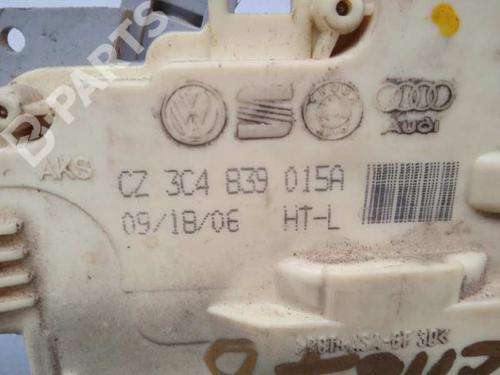 B-PARTS
Audi
AKS
CZ 3C4 839 015A
09/18/06 HT-L